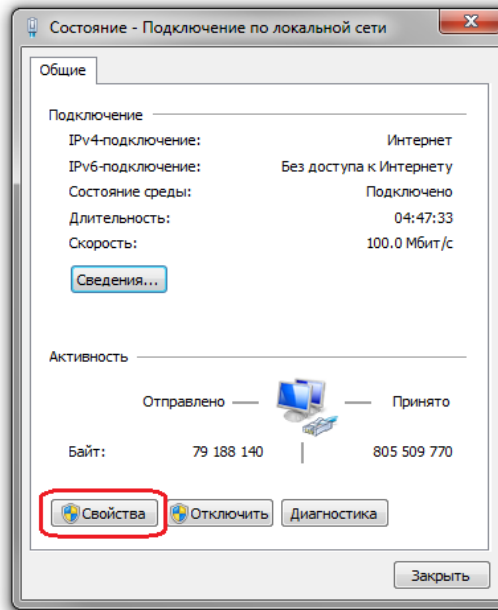 Состояние - Подключение по локальной сети
Общие
Подключение
IPv4-подключение: Интернет
IPv6-подключение: Без доступа к Интернету
Состояние среды: Подключено
Длительность: 04:47:33
Скорость: 100.0 Мбит/с
Сведения...
Активность
Отправлено — — Принято
Байт: 79 188 140 | 805 509 770
Свойства Отключить Диагностика
Закрыть